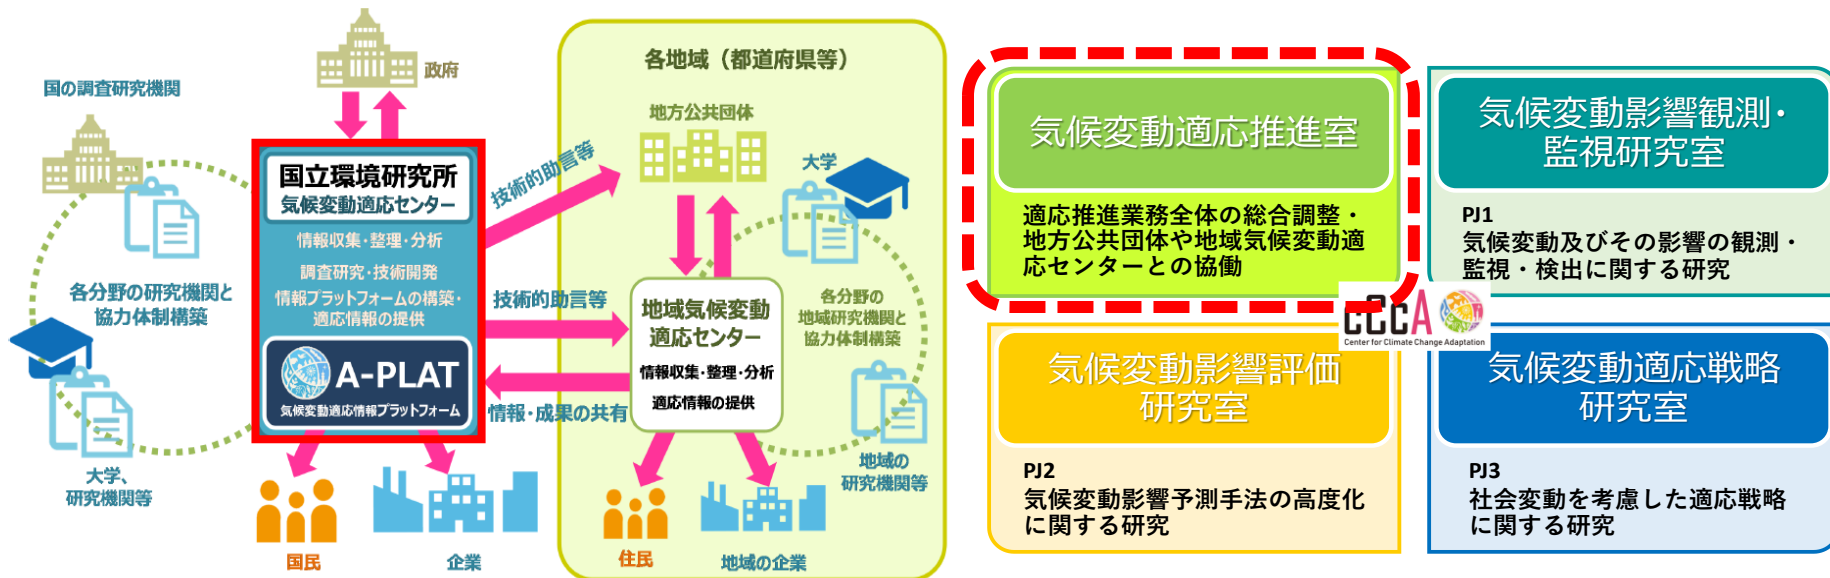 政府
国の調査研究機関
国立環境研究所
気候変動適応センター
情報収集・整理・分析
調査研究・技術開発
情報プラットフォームの構築・
適応情報の提供
A-PLAT
気候変動適応情報プラットフォーム
各分野の研究機関と
協力体制構築
大学、
研究機関等
国民
企業
技術的助言等
技術的助言等
情報・成果の共有
各地域（都道府県等）
地方公共団体
大学
地域気候変動
適応センター
情報収集・整理・分析
適応情報の提供
各分野の
地域研究機関と
協力体制構築
地域の
研究機関等
住民
地域の企業
気候変動適応推進室
適応推進業務全体の総合調整・
地方公共団体や地域気候変動適
応センターとの協働
気候変動影響観測・
監視研究室
PJ1
気候変動及びその影響の観測・
監視・検出に関する研究
CCCA
Center for Climate Change Adaptation
気候変動影響評価
研究室
PJ2
気候変動影響予測手法の高度化
に関する研究
気候変動適応戦略
研究室
PJ3
社会変動を考慮した適応戦略
に関する研究